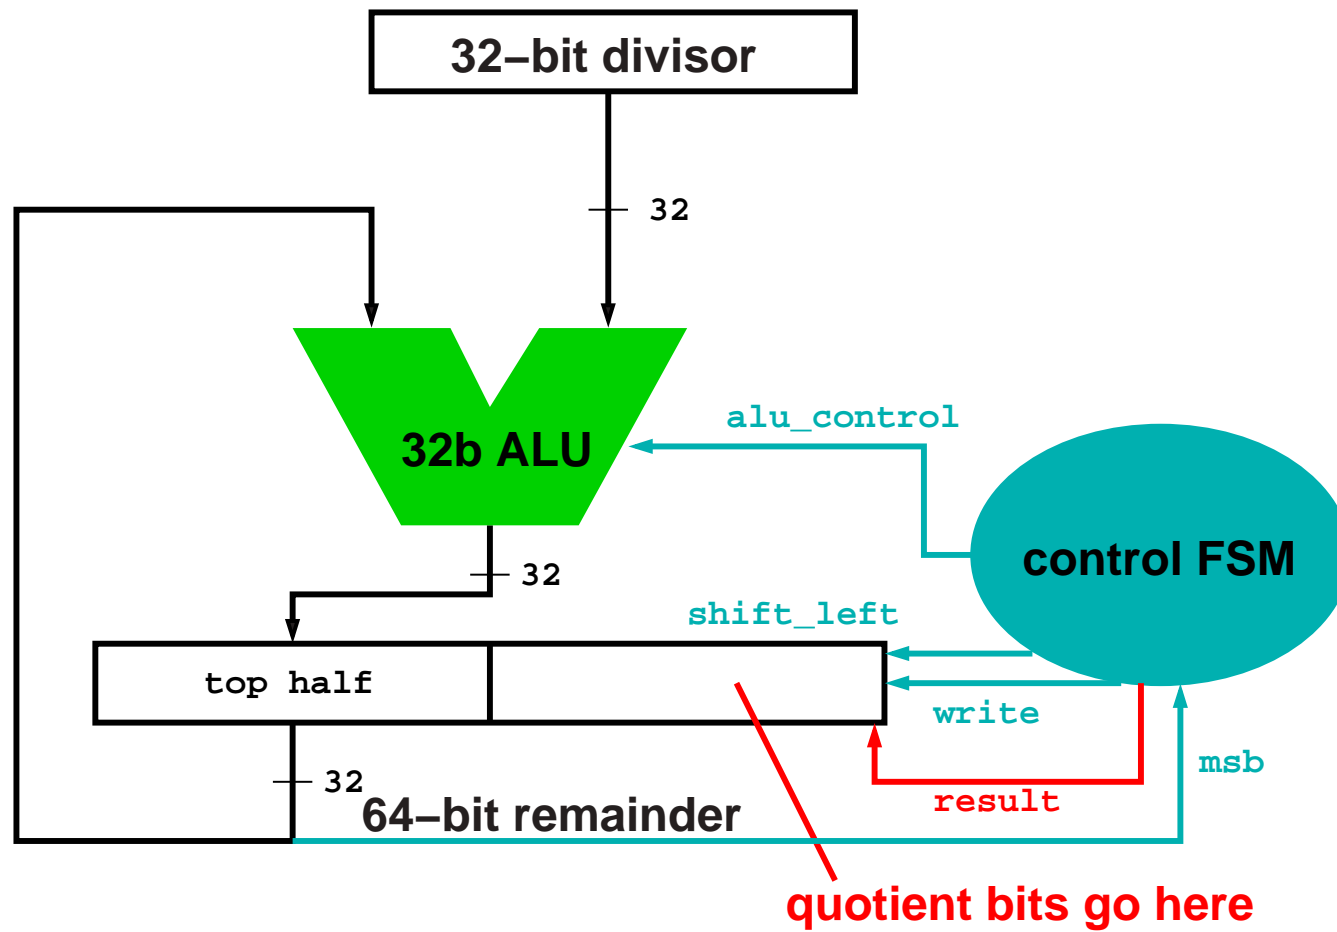 32–bit divisor
32
alu_control
32b ALU
control FSM
32
shift_left
top half
write
msb
32
result
64–bit remainder
quotient bits go here